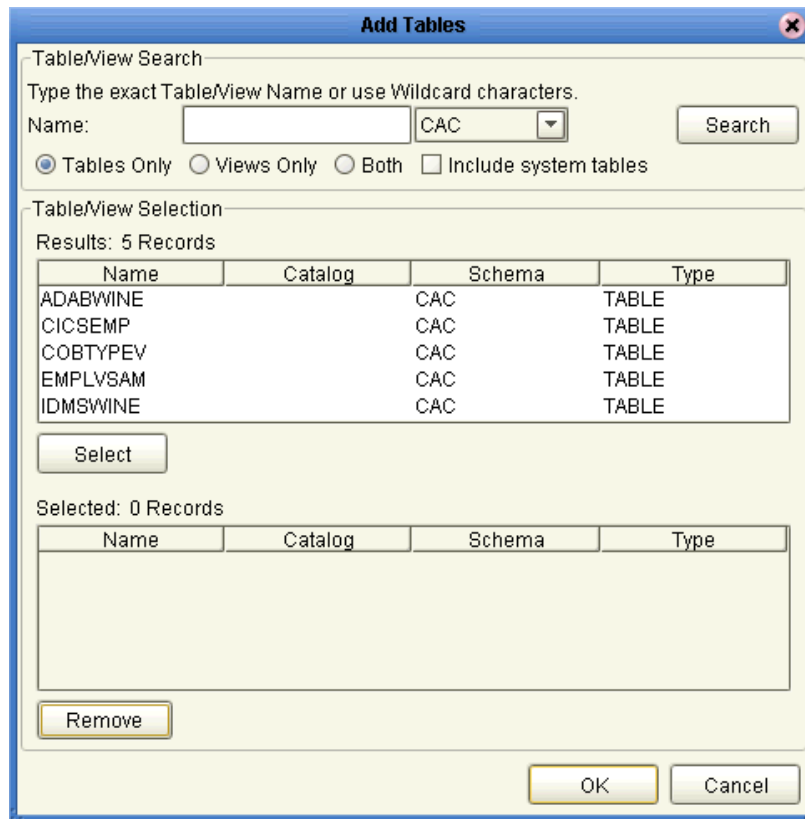 Add Tables
Table/View Search
Type the exact Table/View Name or use Wildcard characters.
Name: CAC Search
Tables Only Views Only Both Include system tables
Table/View Selection
Results: 5 Records
Name Catalog Schema Type
ADABWINE CAC TABLE
CICSEMP CAC TABLE
COBTYPEV CAC TABLE
EMPLVSAM CAC TABLE
IDMSWINE CAC TABLE
Select
Selected: 0 Records
Name Catalog Schema Type
Remove
OK Cancel